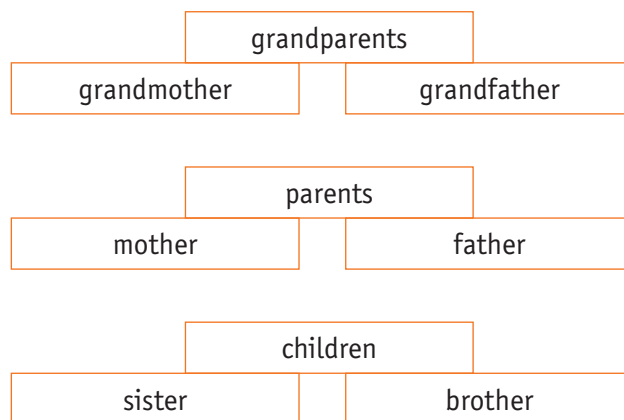 grandparents
grandmother grandfather
parents
mother father
children
sister brother